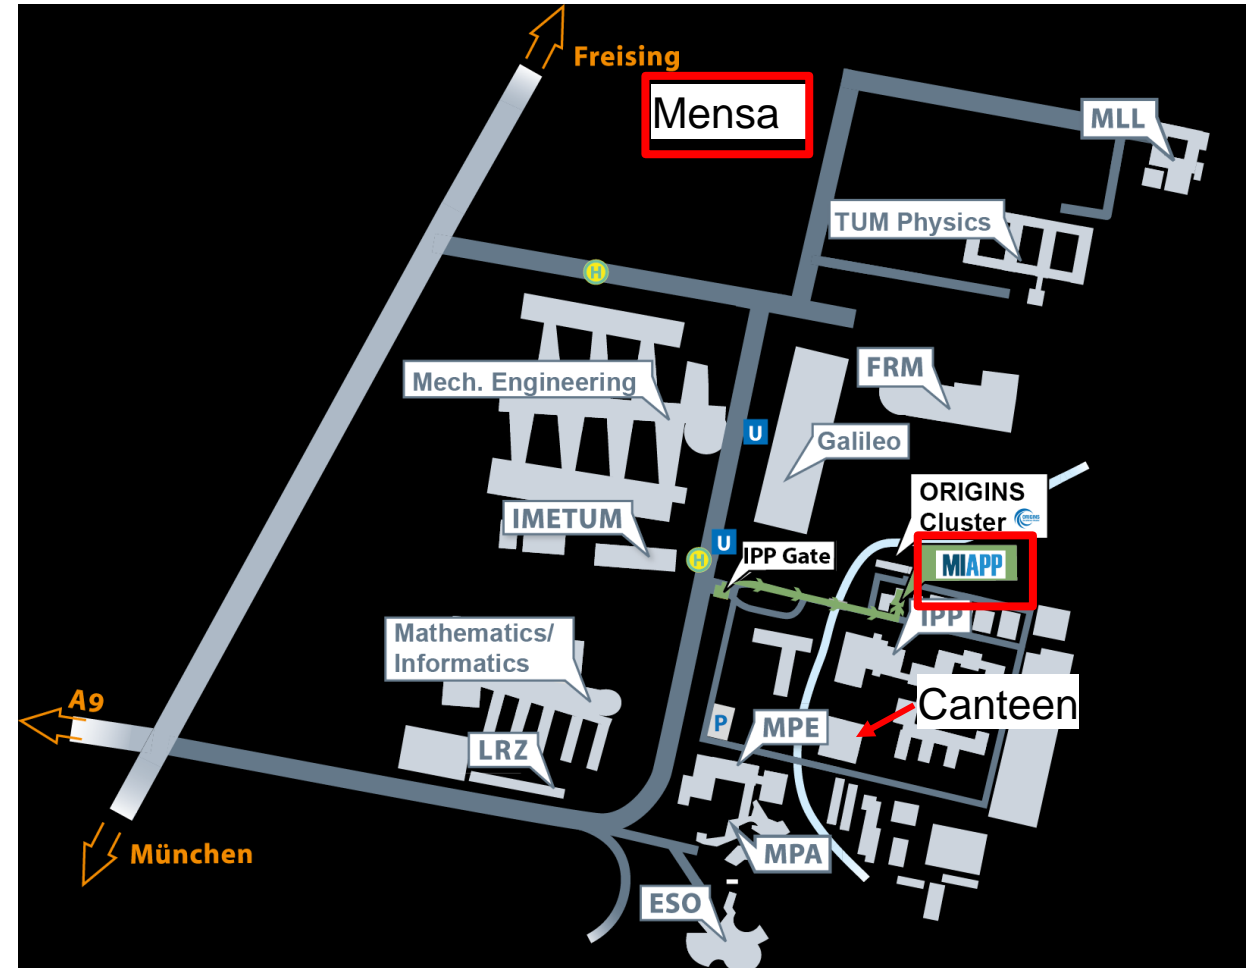 Freising
Mensa
MLL
TUM Physics
H
FRM
Mech. Engineering
U
Galileo
ORIGINS
Cluster
IMETUM
U
H
IPP Gate
MIAPP
IPP
Mathematics/
Informatics
A9
Canteen
P
MPE
LRZ
München
MPA
ESO